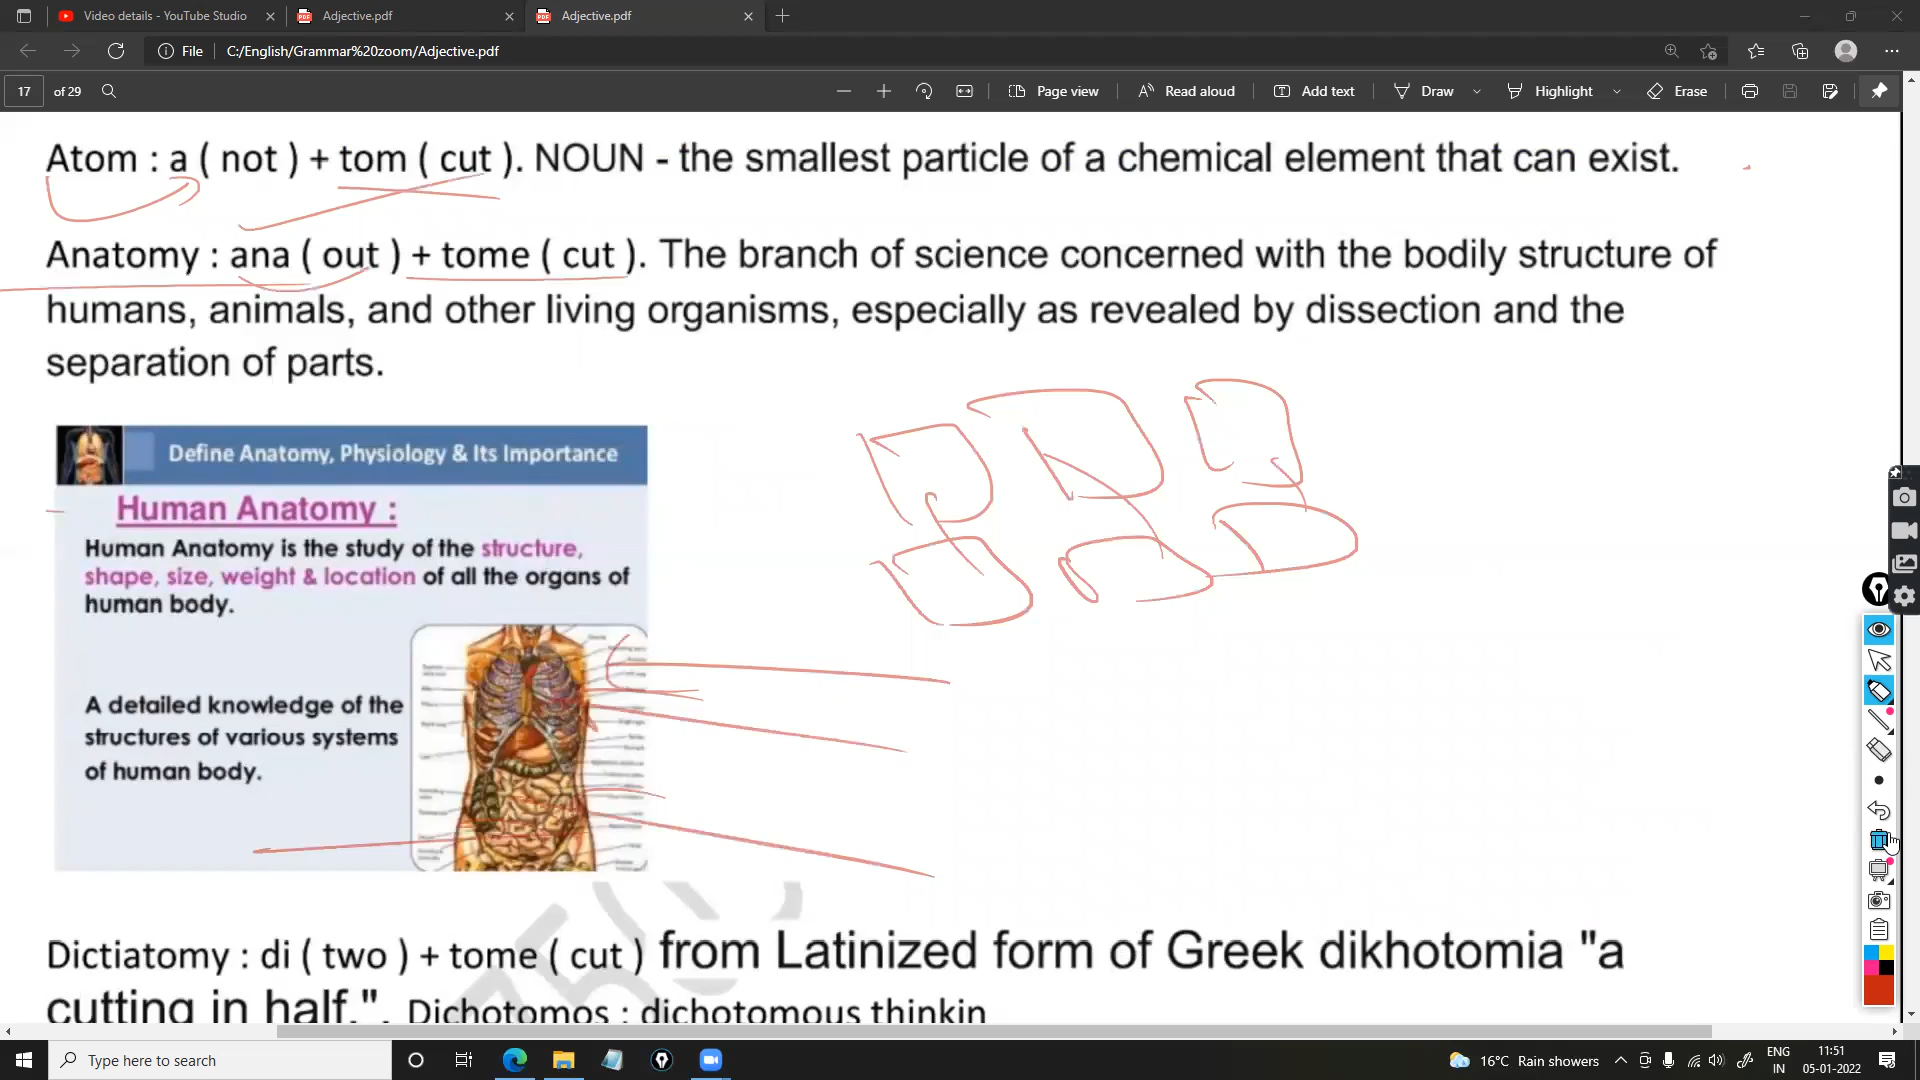 Video details - YouTube Studio
Adjective.pdf
Adjective.pdf
File
C:/English/Grammar%20zoom/Adjective.pdf
17 of 29
Page view
Read aloud
Add text
Draw
Highlight
Erase
Atom : a ( not ) + tom ( cut ). NOUN - the smallest particle of a chemical element that can exist.
Anatomy : ana ( out ) + tome ( cut ). The branch of science concerned with the bodily structure of
humans, animals, and other living organisms, especially as revealed by dissection and the
separation of parts.
Define Anatomy, Physiology & Its Importance
Human Anatomy :
Human Anatomy is the study of the structure,
shape, size, weight & location of all the organs of
human body.
A detailed knowledge of the
structures of various systems
of human body.
Dictiatomy : di ( two ) + tome ( cut ) from Latinized form of Greek dikhotomia "a
cutting in half,". Dichotomos : dichotomous thinkin
Type here to search
16°C Rain showers
ENG
IN
11:51
05-01-2022